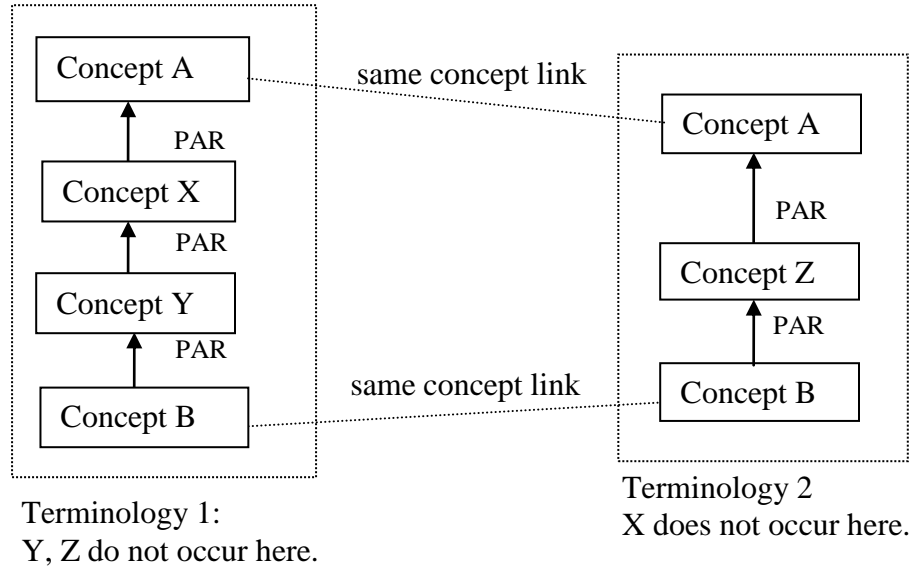 Concept A
same concept link
Concept A
PAR
Concept X
PAR
PAR
Concept Y
Concept Z
PAR
PAR
same concept link
Concept B
Concept B
Terminology 1:
Y, Z do not occur here.
Terminology 2
X does not occur here.